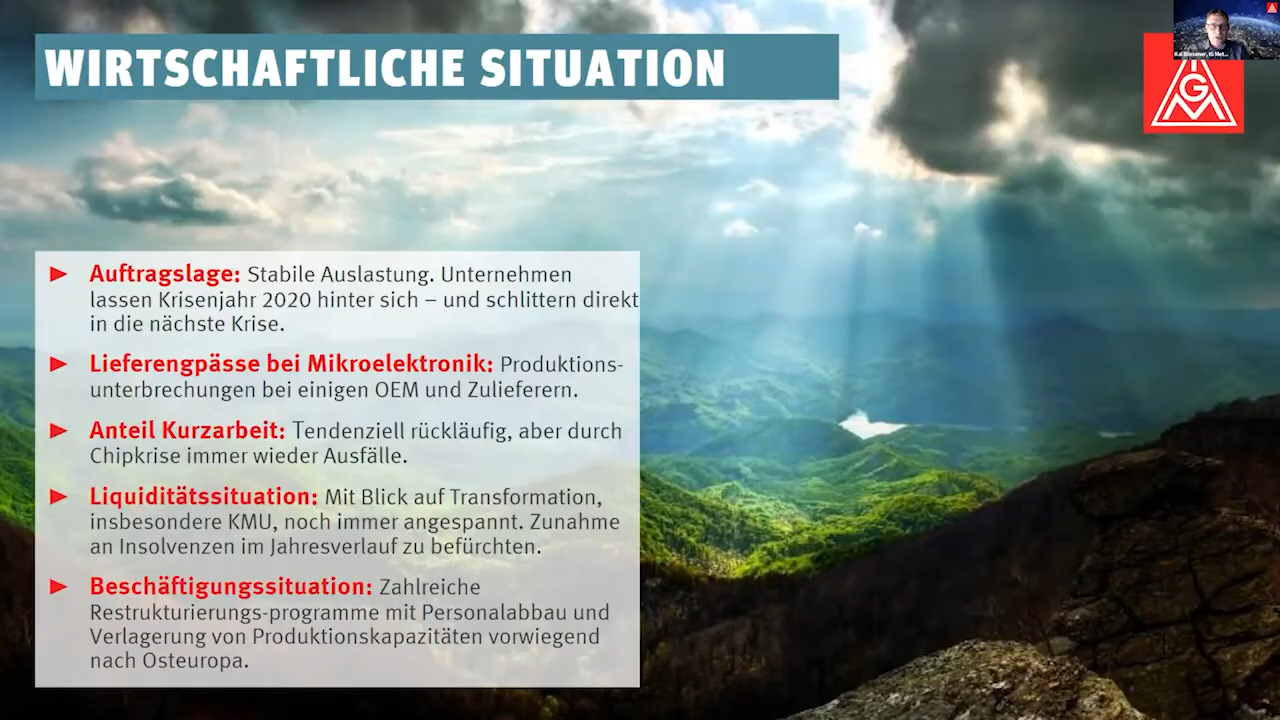 WIRTSCHAFTLICHE SITUATION
IGM
► Auftragslage: Stabile Auslastung. Unternehmen
lassen Krisenjahr 2020 hinter sich – und schlittern direkt
in die nächste Krise.
► Lieferengpässe bei Mikroelektronik: Produktions-
unterbrechungen bei einigen OEM und Zulieferern.
► Anteil Kurzarbeit: Tendenziell rückläufig, aber durch
Chipkrise immer wieder Ausfälle.
► Liquiditätssituation: Mit Blick auf Transformation,
insbesondere KMU, noch immer angespannt. Zunahme
an Insolvenzen im Jahresverlauf zu befürchten.
► Beschäftigungssituation: Zahlreiche
Restrukturierungs-programme mit Personalabbau und
Verlagerung von Produktionskapazitäten vorwiegend
nach Osteuropa.